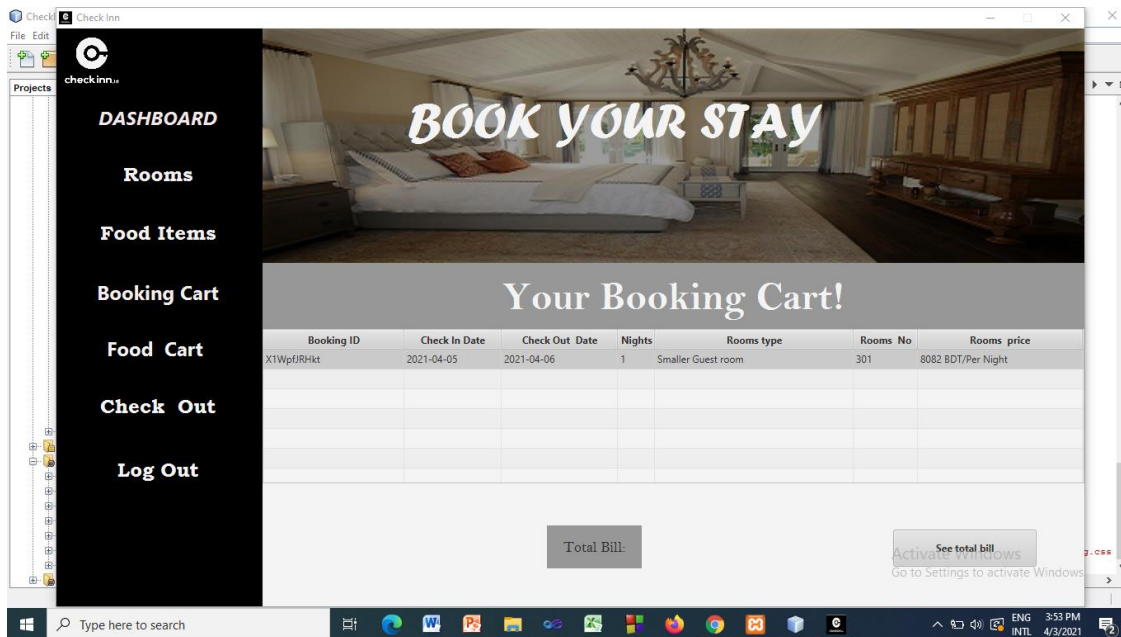 Check Inn
File Edit
Projects
checkinn
DASHBOARD
Rooms
Food Items
Booking Cart
Food Cart
Check Out
Log Out
BOOK YOUR STAY
Your Booking Cart!
Booking ID Check In Date Check Out Date Nights Rooms type Rooms No Rooms price
X1WpfJRHkt 2021-04-05 2021-04-06 1 Smaller Guest room 301 8082 BDT/Per Night
Total Bill:
See total bill
Activate Windows
Go to Settings to activate Windows
g.css
Type here to search
ENG 3:53 PM
INTL 4/3/2021
2